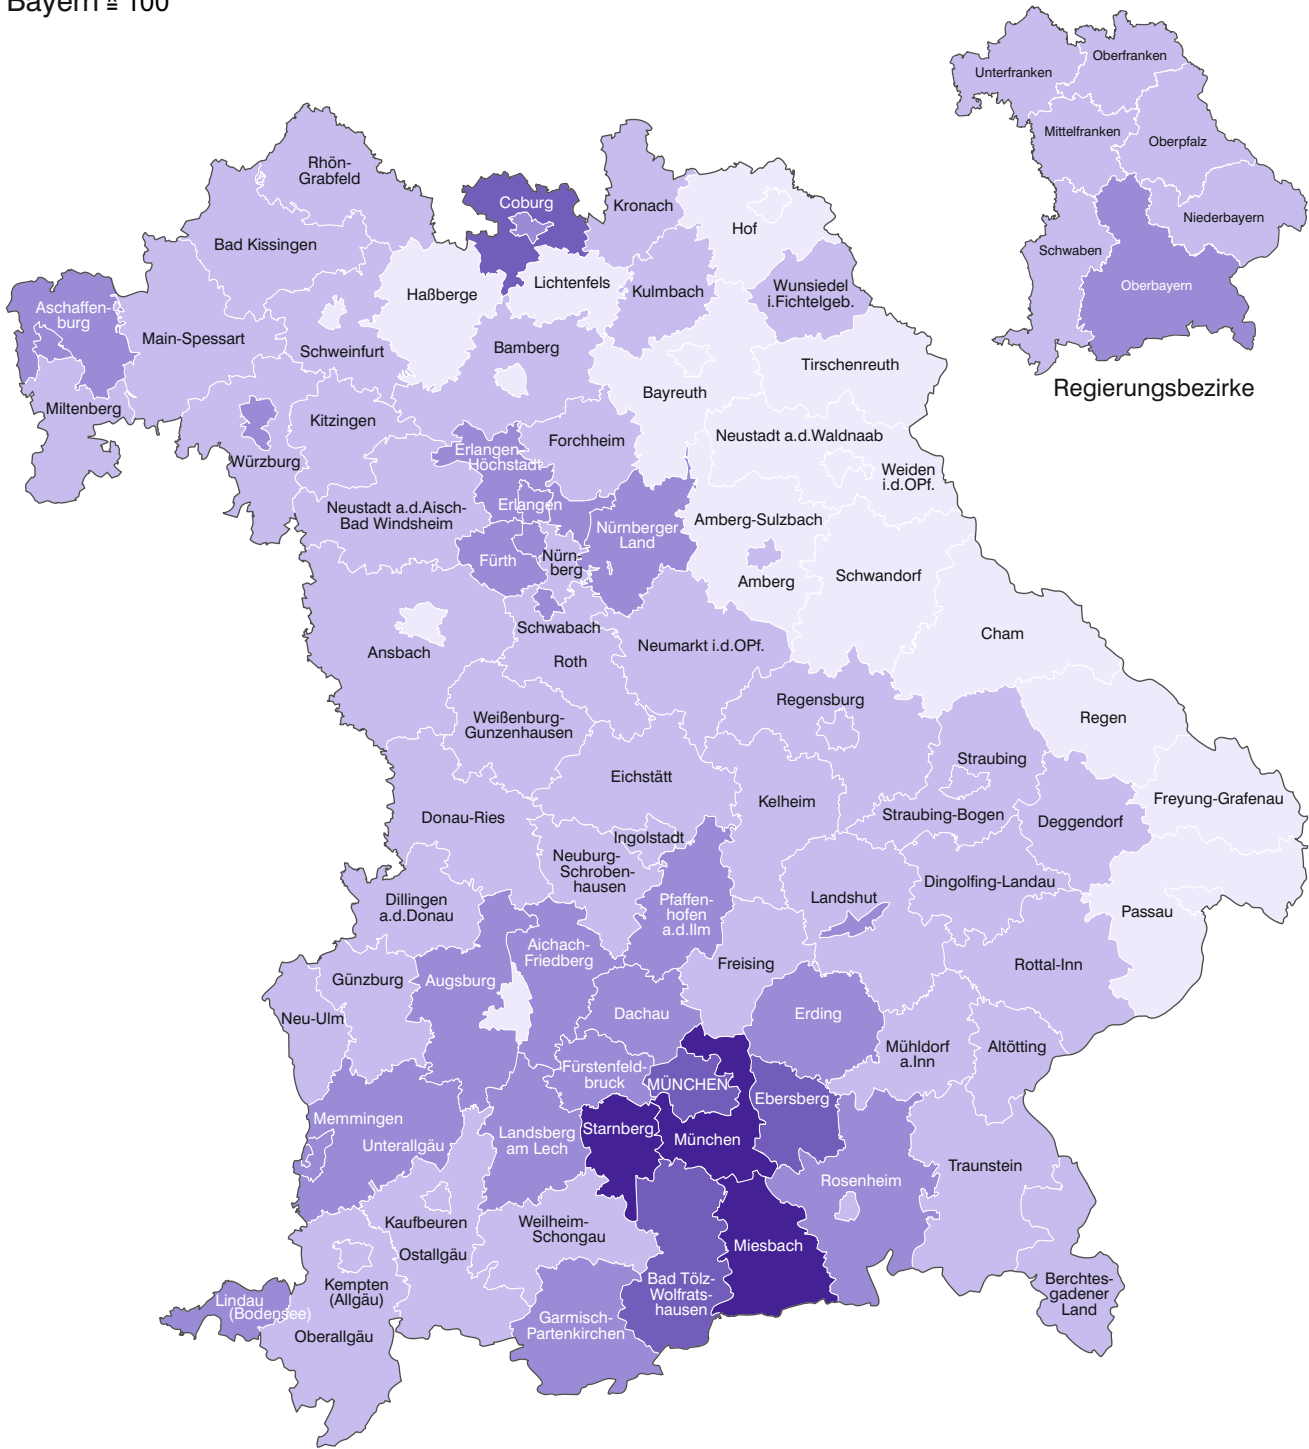 Bayern ≙ 100
Unterfranken
Oberfranken
Mittelfranken
Oberpfalz
Niederbayern
Schwaben
Oberbayern
Regierungsbezirke
Rhön-
Grabfeld
Coburg
Kronach
Hof
Bad Kissingen
Lichtenfels
Haßberge
Kulmbach
Wunsiedel
i.Fichtelgeb.
Aschaffen-
burg
Main-Spessart
Schweinfurt
Bamberg
Tirschenreuth
Bayreuth
Miltenberg
Kitzingen
Neustadt a.d.Waldnaab
Forchheim
Erlangen-
Höchstadt
Würzburg
Weiden
i.d.OPf.
Erlangen
Neustadt a.d.Aisch-
Bad Windsheim
Nürnberger
Land
Amberg-Sulzbach
Fürth
Nürn-
berg
Amberg
Schwandorf
Schwabach
Cham
Ansbach
Roth
Neumarkt i.d.OPf.
Regensburg
Weißenburg-
Gunzenhausen
Regen
Straubing
Eichstätt
Kelheim
Freyung-Grafenau
Donau-Ries
Straubing-Bogen
Deggendorf
Ingolstadt
Neuburg-
Schroben-
hausen
Dingolfing-Landau
Dillingen
a.d.Donau
Pfaffen-
hofen
a.d.Ilm
Landshut
Passau
Aichach-
Friedberg
Freising
Rottal-Inn
Günzburg
Augsburg
Neu-Ulm
Dachau
Erding
Mühldorf
a.Inn
Altötting
Fürstenfeld-
bruck
MÜNCHEN
Ebersberg
Memmingen
Unterallgäu
Landsberg
am Lech
Starnberg
München
Traunstein
Rosenheim
Kaufbeuren
Weilheim-
Schongau
Ostallgäu
Miesbach
Kempten
(Allgäu)
Bad Tölz-
Wolfrats-
hausen
Berchtes-
gadener
Land
Lindau
(Bodensee)
Oberallgäu
Garmisch-
Partenkirchen